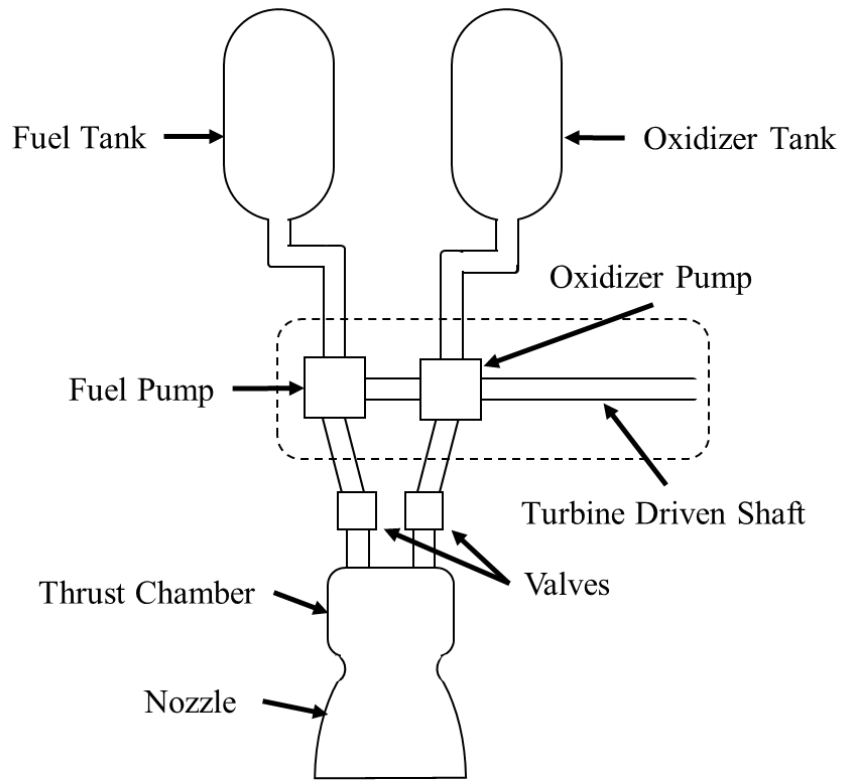 Fuel Tank
Oxidizer Tank
Oxidizer Pump
Fuel Pump
Turbine Driven Shaft
Valves
Thrust Chamber
Nozzle